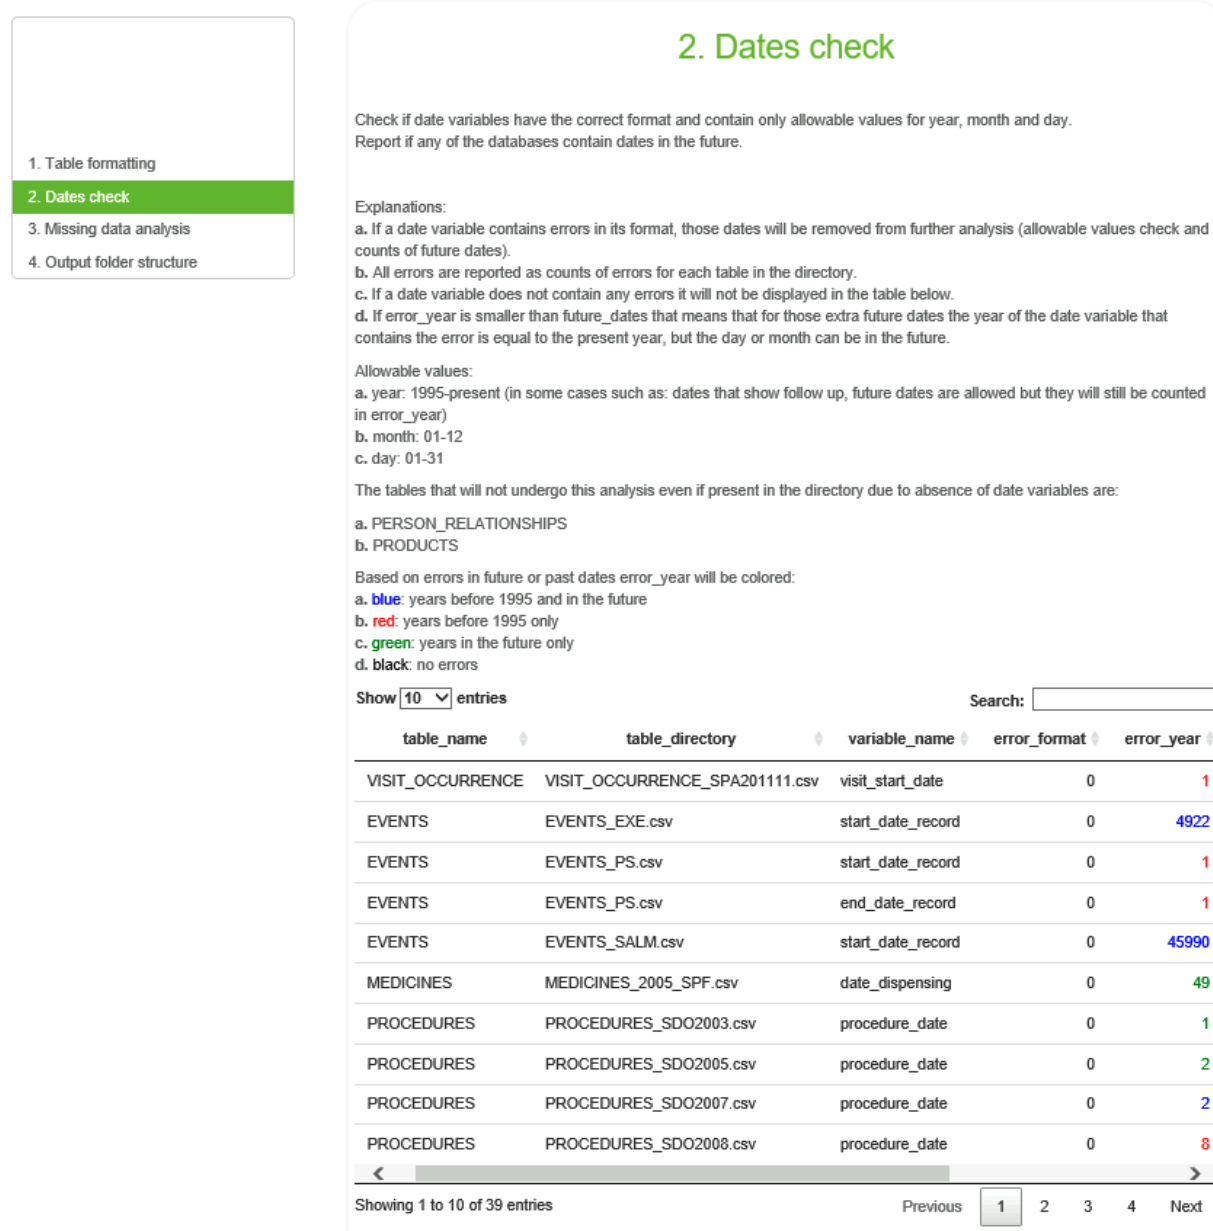 1. Table formatting
2. Dates check
3. Missing data analysis
4. Output folder structure
2. Dates check
Check if date variables have the correct format and contain only allowable values for year, month and day.
Report if any of the databases contain dates in the future.
Explanations:
a. If a date variable contains errors in its format, those dates will be removed from further analysis (allowable values check and
counts of future dates).
b. All errors are reported as counts of errors for each table in the directory.
c. If a date variable does not contain any errors it will not be displayed in the table below.
d. If error_year is smaller than future_dates that means that for those extra future dates the year of the date variable that
contains the error is equal to the present year, but the day or month can be in the future.
Allowable values:
a. year: 1995-present (in some cases such as: dates that show follow up, future dates are allowed but they will still be counted
in error_year)
b. month: 01-12
c. day: 01-31
The tables that will not undergo this analysis even if present in the directory due to absence of date variables are:
a. PERSON_RELATIONSHIPS
b. PRODUCTS
Based on errors in future or past dates error_year will be colored:
a. blue: years before 1995 and in the future
b. red: years before 1995 only
c. green: years in the future only
d. black: no errors
Show 10 entries Search:
table_name table_directory variable_name error_format error_year
VISIT_OCCURRENCE VISIT_OCCURRENCE_SPA201111.csv visit_start_date 0 1
EVENTS EVENTS_EXE.csv start_date_record 0 4922
EVENTS EVENTS_PS.csv start_date_record 0 1
EVENTS EVENTS_PS.csv end_date_record 0 1
EVENTS EVENTS_SALM.csv start_date_record 0 45990
MEDICINES MEDICINES_2005_SPF.csv date_dispensing 0 49
PROCEDURES PROCEDURES_SDO2003.csv procedure_date 0 1
PROCEDURES PROCEDURES_SDO2005.csv procedure_date 0 2
PROCEDURES PROCEDURES_SDO2007.csv procedure_date 0 2
PROCEDURES PROCEDURES_SDO2008.csv procedure_date 0 8
Showing 1 to 10 of 39 entries Previous 1 2 3 4 Next